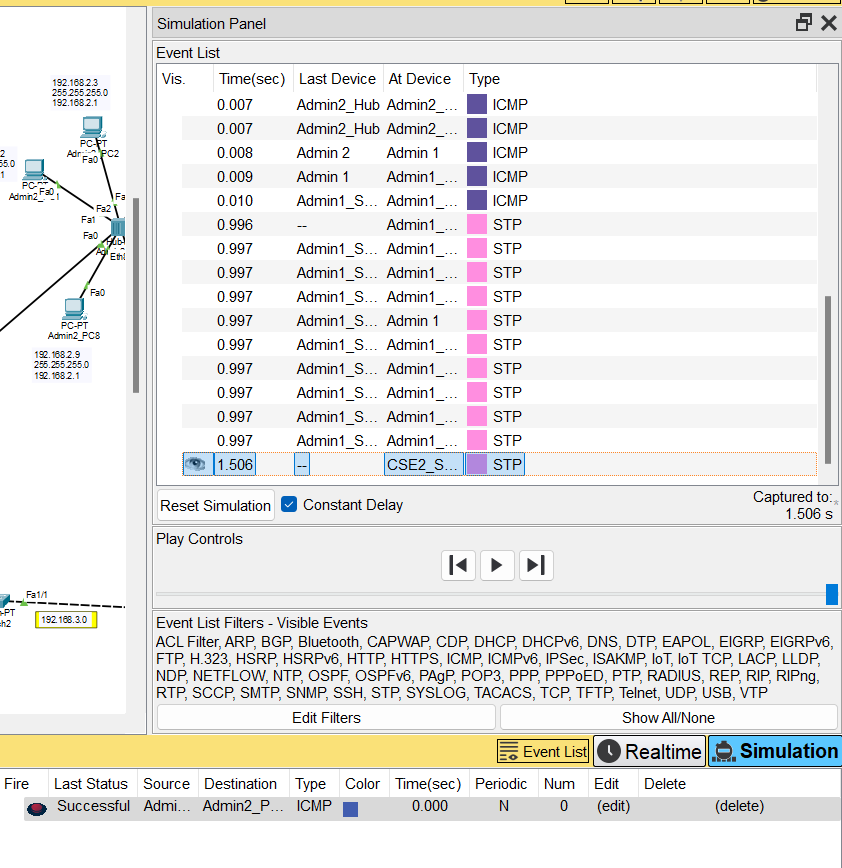 Simulation Panel
Event List
Vis. Time(sec) Last Device At Device Type
0.007 Admin2_Hub Admin2_... ICMP
0.007 Admin2_Hub Admin2_... ICMP
0.008 Admin 2 Admin 1 ICMP
0.009 Admin 1 Admin1_... ICMP
0.010 Admin1_S... Admin1_... ICMP
0.996 -- Admin1_... STP
0.997 Admin1_S... Admin1_... STP
0.997 Admin1_S... Admin1_... STP
0.997 Admin1_S... Admin1_... STP
0.997 Admin1_S... Admin 1 STP
0.997 Admin1_S... Admin1_... STP
0.997 Admin1_S... Admin1_... STP
0.997 Admin1_S... Admin1_... STP
0.997 Admin1_S... Admin1_... STP
0.997 Admin1_S... Admin1_... STP
1.506 -- CSE2_S... STP
Reset Simulation Constant Delay
Captured to:
1.506 s
Play Controls
Event List Filters - Visible Events
ACL Filter, ARP, BGP, Bluetooth, CAPWAP, CDP, DHCP, DHCPv6, DNS, DTP, EAPOL, EIGRP, EIGRPv6,
FTP, H.323, HSRP, HSRPv6, HTTP, HTTPS, ICMP, ICMPv6, IPSec, ISAKMP, IoT, IoT TCP, LACP, LLDP,
NDP, NETFLOW, NTP, OSPF, OSPFv6, PAgP, POP3, PPP, PPPoED, PTP, RADIUS, REP, RIP, RIPng,
RTP, SCCP, SMTP, SNMP, SSH, STP, SYSLOG, TACACS, TCP, TFTP, Telnet, UDP, USB, VTP
Edit Filters Show All/None
192.168.2.3
255.255.255.0
192.168.2.1
PC-PT
PC2
Fa0
Fa0
Fa2
Fa1
Fa0
Fa0
PC-PT
Admin2_PC8
192.168.2.9
255.255.255.0
192.168.2.1
Fa1/1
192.168.3.0
Event List Realtime Simulation
Fire Last Status Source Destination Type Color Time(sec) Periodic Num Edit Delete
Successful Admi... Admin2_P... ICMP 0.000 N 0 (edit) (delete)